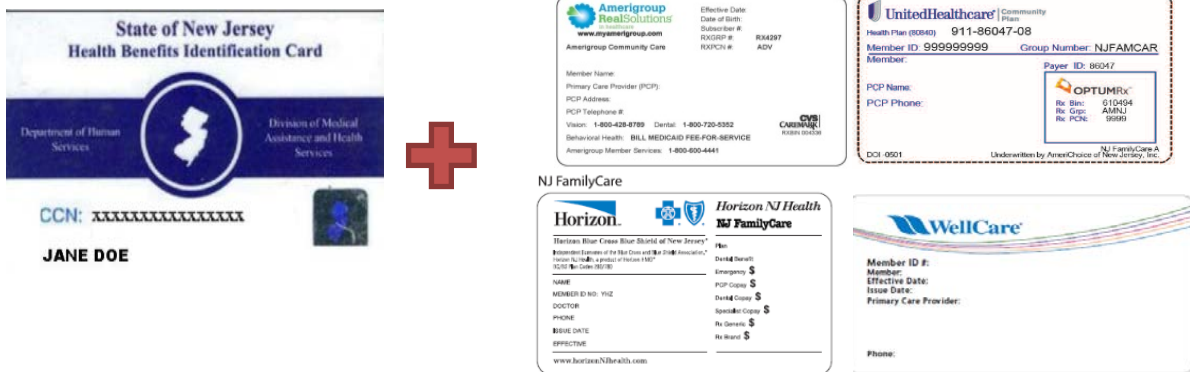 State of New Jersey
Health Benefits Identification Card
Department of Human
Services
Division of Medical
Assistance and Health
Services
CCN: XXXXXXXXXXXXXXXX
JANE DOE
Amerigroup
RealSolutions
in healthcare
www.myamerigroup.com
Amerigroup Community Care
Effective Date:
Date of Birth:
Subscriber #:
RXGRP #: RX4297
RXPCN #: ADV
Member Name:
Primary Care Provider (PCP):
PCP Address:
PCP Telephone #:
Vision: 1-800-428-8789 Dental: 1-800-720-5352
Behavioral Health: BILL MEDICAID FEE-FOR-SERVICE
Amerigroup Member Services: 1-800-600-4441
CVS
CAREMARK
RXBIN 004336
UnitedHealthcare Community
Plan
Health Plan (80840) 911-86047-08
Member ID: 999999999 Group Number: NJFAMCAR
Member:
Payer ID: 86047
PCP Name:
PCP Phone:
OPTUMRx
Rx Bin: 610494
Rx Grp: AMNJ
Rx PCN: 9999
NJ FamilyCare A
DOI -0501 Underwritten by AmeriChoice of New Jersey, Inc.
NJ FamilyCare
Horizon
Horizon Blue Cross Blue Shield of New Jersey
Horizon NJ Health
NJ FamilyCare
NAME
MEMBER ID NO: YHZ
DOCTOR
PHONE
ISSUE DATE
EFFECTIVE
www.horizonNJhealth.com
Plan
Dental Benefit
Emergency $
PCP Copay $
Dental Copay $
Specialist Copay $
Rx Generic $
Rx Brand $
WellCare
Member ID #:
Member:
Effective Date:
Issue Date:
Primary Care Provider:
Phone: